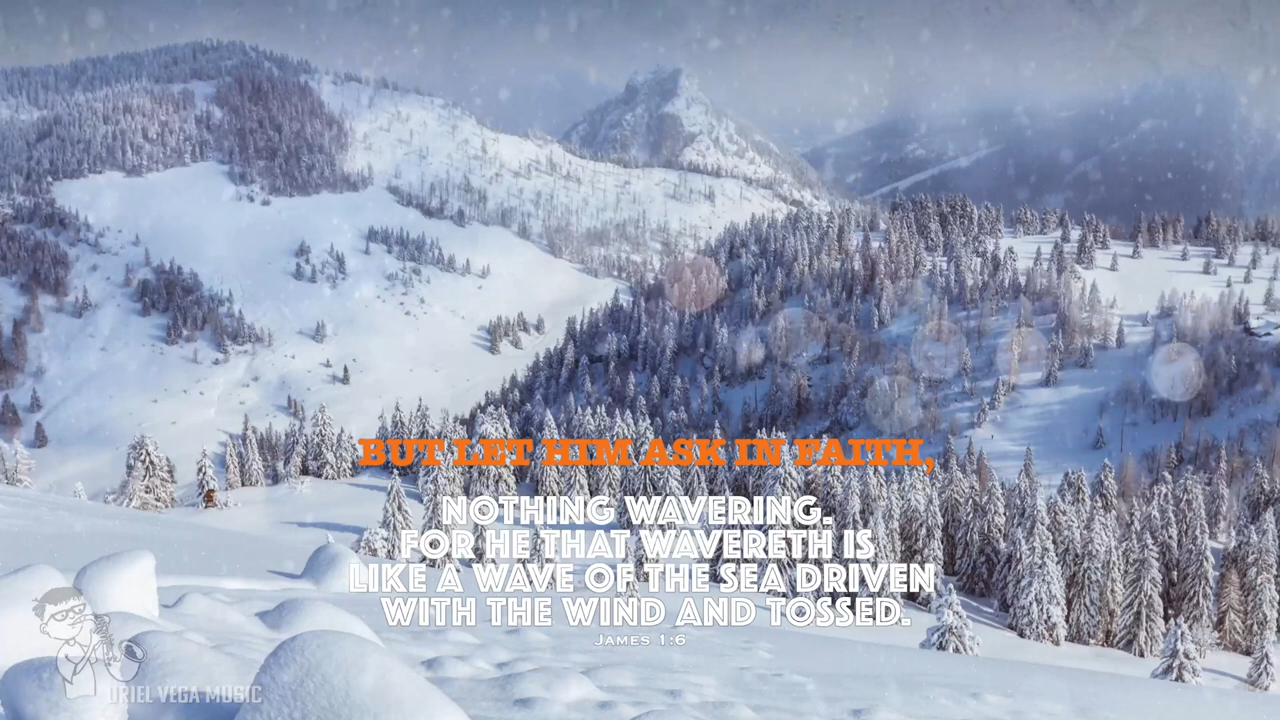 BUT LET HIM ASK IN FAITH,
NOTHING WAVERING.
FOR HE THAT WAVERETH IS
LIKE A WAVE OF THE SEA DRIVEN
WITH THE WIND AND TOSSED.
JAMES 1:6
URIEL VEGA MUSIC